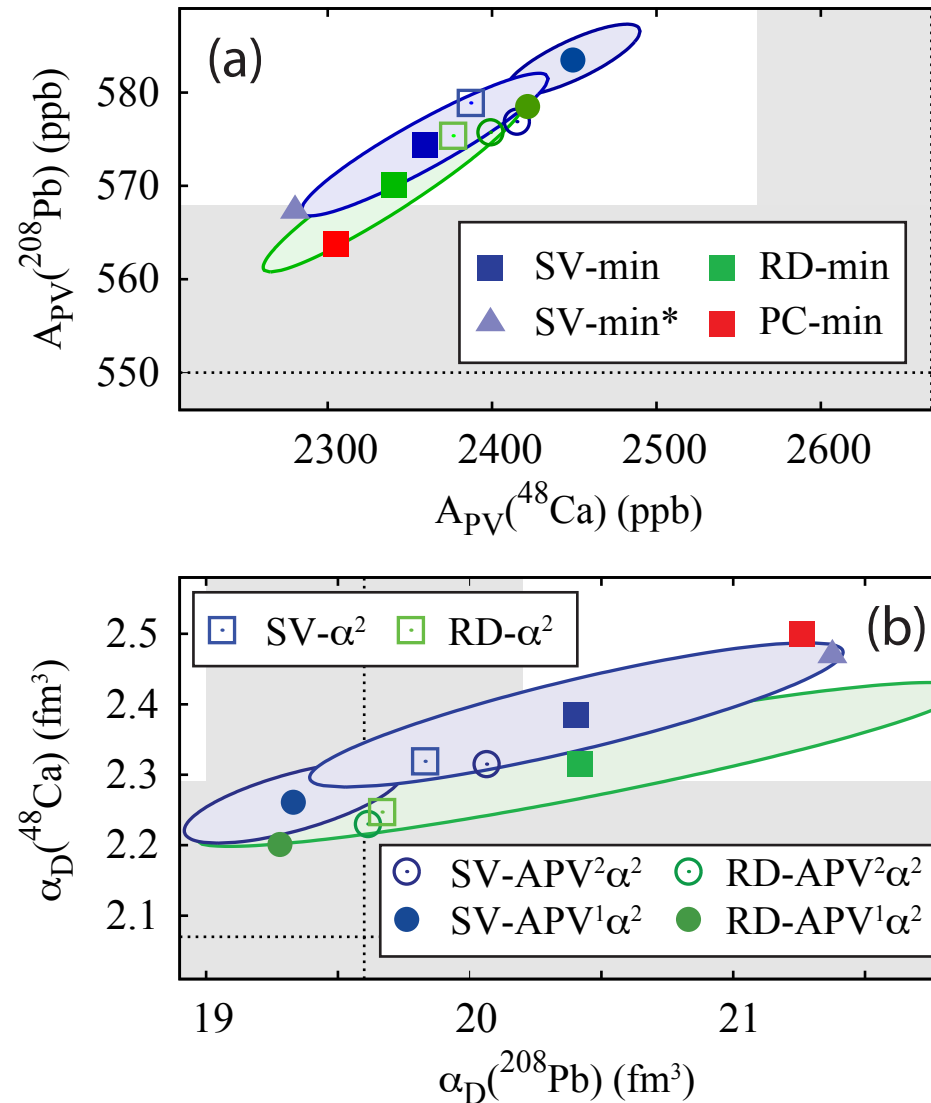 (a)
580
570
560
550
A_PV(²⁰⁸Pb) (ppb)
SV-min RD-min
SV-min* PC-min
2300 2400 2500 2600
A_PV(⁴⁸Ca) (ppb)
SV-α² RD-α²
(b)
2.5
2.4
2.3
2.2
2.1
α_D(⁴⁸Ca) (fm³)
SV-APV²α² RD-APV²α²
SV-APV¹α² RD-APV¹α²
19 20 21
α_D(²⁰⁸Pb) (fm³)